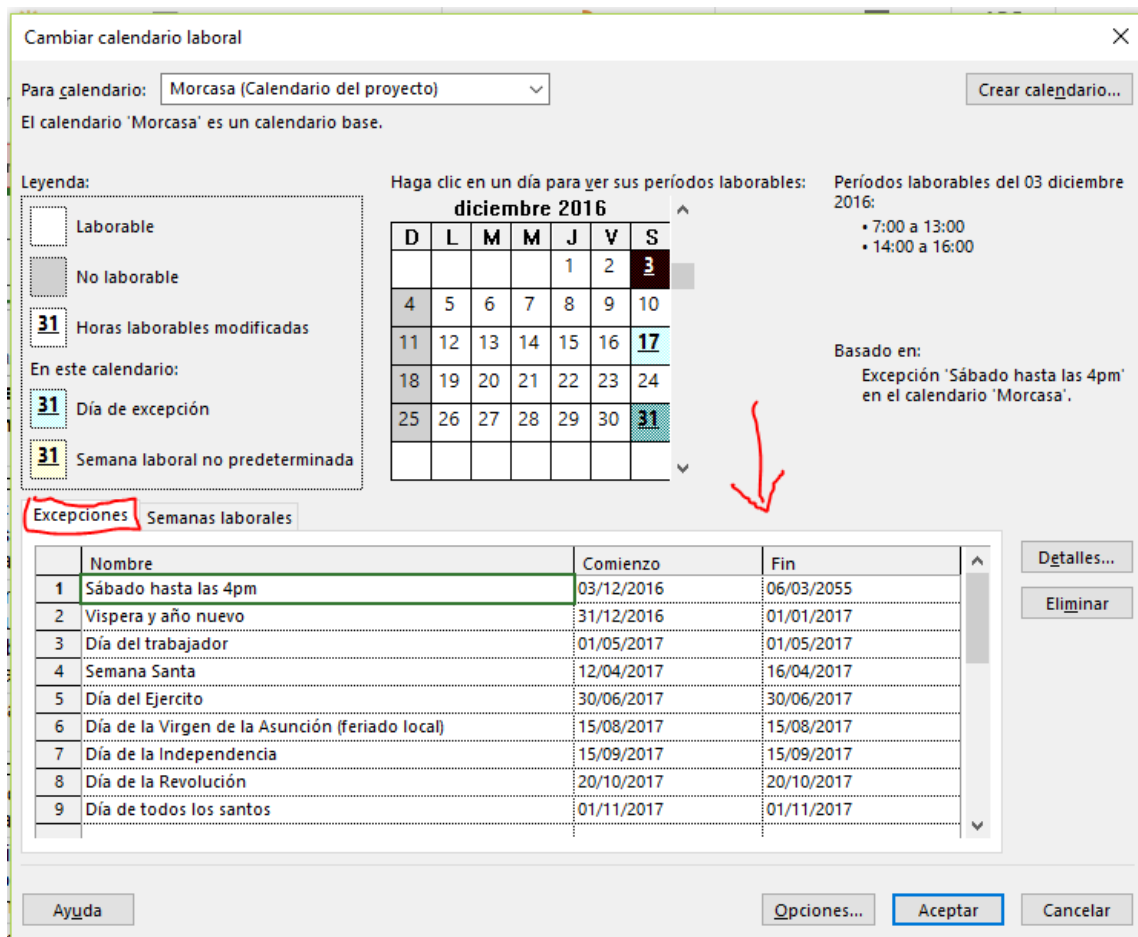 Cambiar calendario laboral
Para calendario: Morcasa (Calendario del proyecto)
Crear calendario...
El calendario 'Morcasa' es un calendario base.
Leyenda:
Laborable
No laborable
31 Horas laborables modificadas
En este calendario:
31 Día de excepción
31 Semana laboral no predeterminada
Haga clic en un día para ver sus períodos laborables:
diciembre 2016
D L M M J V S
1 2 3
4 5 6 7 8 9 10
11 12 13 14 15 16 17
18 19 20 21 22 23 24
25 26 27 28 29 30 31
Períodos laborables del 03 diciembre
2016:
• 7:00 a 13:00
• 14:00 a 16:00
Basado en:
Excepción 'Sábado hasta las 4pm'
en el calendario 'Morcasa'.
Excepciones Semanas laborales
Nombre Comienzo Fin
1 Sábado hasta las 4pm 03/12/2016 06/03/2055
2 Vispera y año nuevo 31/12/2016 01/01/2017
3 Día del trabajador 01/05/2017 01/05/2017
4 Semana Santa 12/04/2017 16/04/2017
5 Día del Ejercito 30/06/2017 30/06/2017
6 Día de la Virgen de la Asunción (feriado local) 15/08/2017 15/08/2017
7 Día de la Independencia 15/09/2017 15/09/2017
8 Día de la Revolución 20/10/2017 20/10/2017
9 Día de todos los santos 01/11/2017 01/11/2017
Detalles...
Eliminar
Ayuda Opciones... Aceptar Cancelar